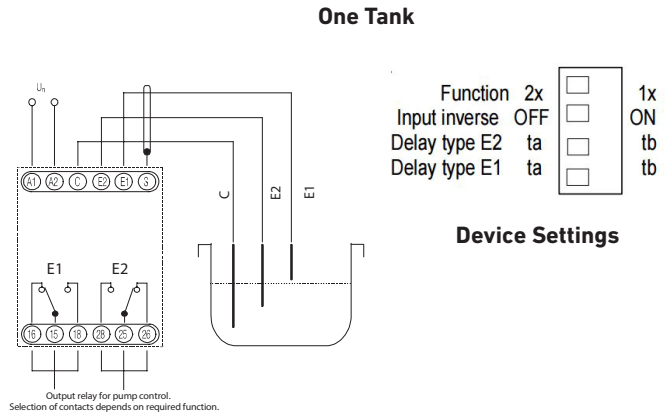 One Tank
Un
A1 A2 C E2 E1 S
C E2 E1
E1 E2
16 15 18 28 25 26
Output relay for pump control.
Selection of contacts depends on required function.
Function 2x 1x
Input inverse OFF ON
Delay type E2 ta tb
Delay type E1 ta tb
Device Settings